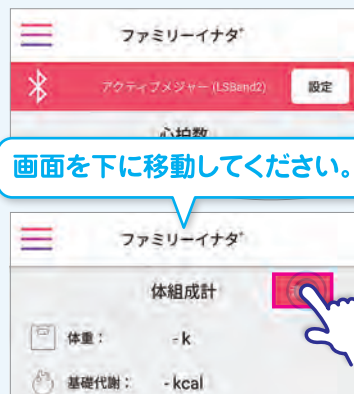 ファミリーイナダ
アクティブメジャー (LSBand2)
設定
心拍数
画面を下に移動してください。
ファミリーイナダ
体組成計
体重： -k
基礎代謝： -kcal